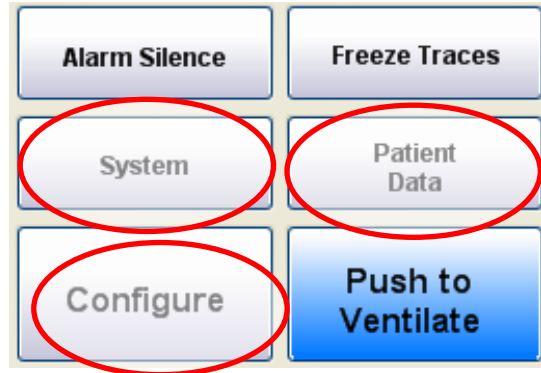 Alarm Silence
Freeze Traces
System
Patient
Data
Configure
Push to
Ventilate